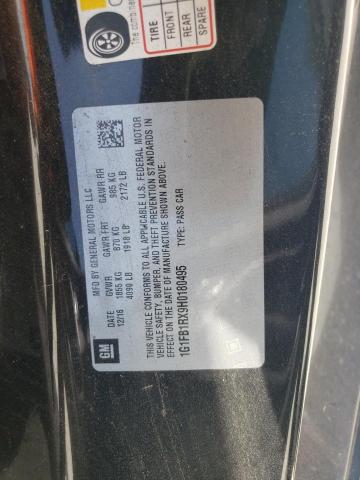 The combined
TIRE
FRONT
REAR
SPARE
GM
MFD BY GENERAL MOTORS LLC
DATE GVWR GAWR FRT GAWR RR
12/16 1855 KG 870 KG 985 KG
4090 LB 1918 LB 2172 LB
THIS VEHICLE CONFORMS TO ALL APPLICABLE U.S. FEDERAL MOTOR
VEHICLE SAFETY, BUMPER, AND THEFT PREVENTION STANDARDS IN
EFFECT ON THE DATE OF MANUFACTURE SHOWN ABOVE.
1G1FB1RX9H0180495 TYPE: PASS CAR